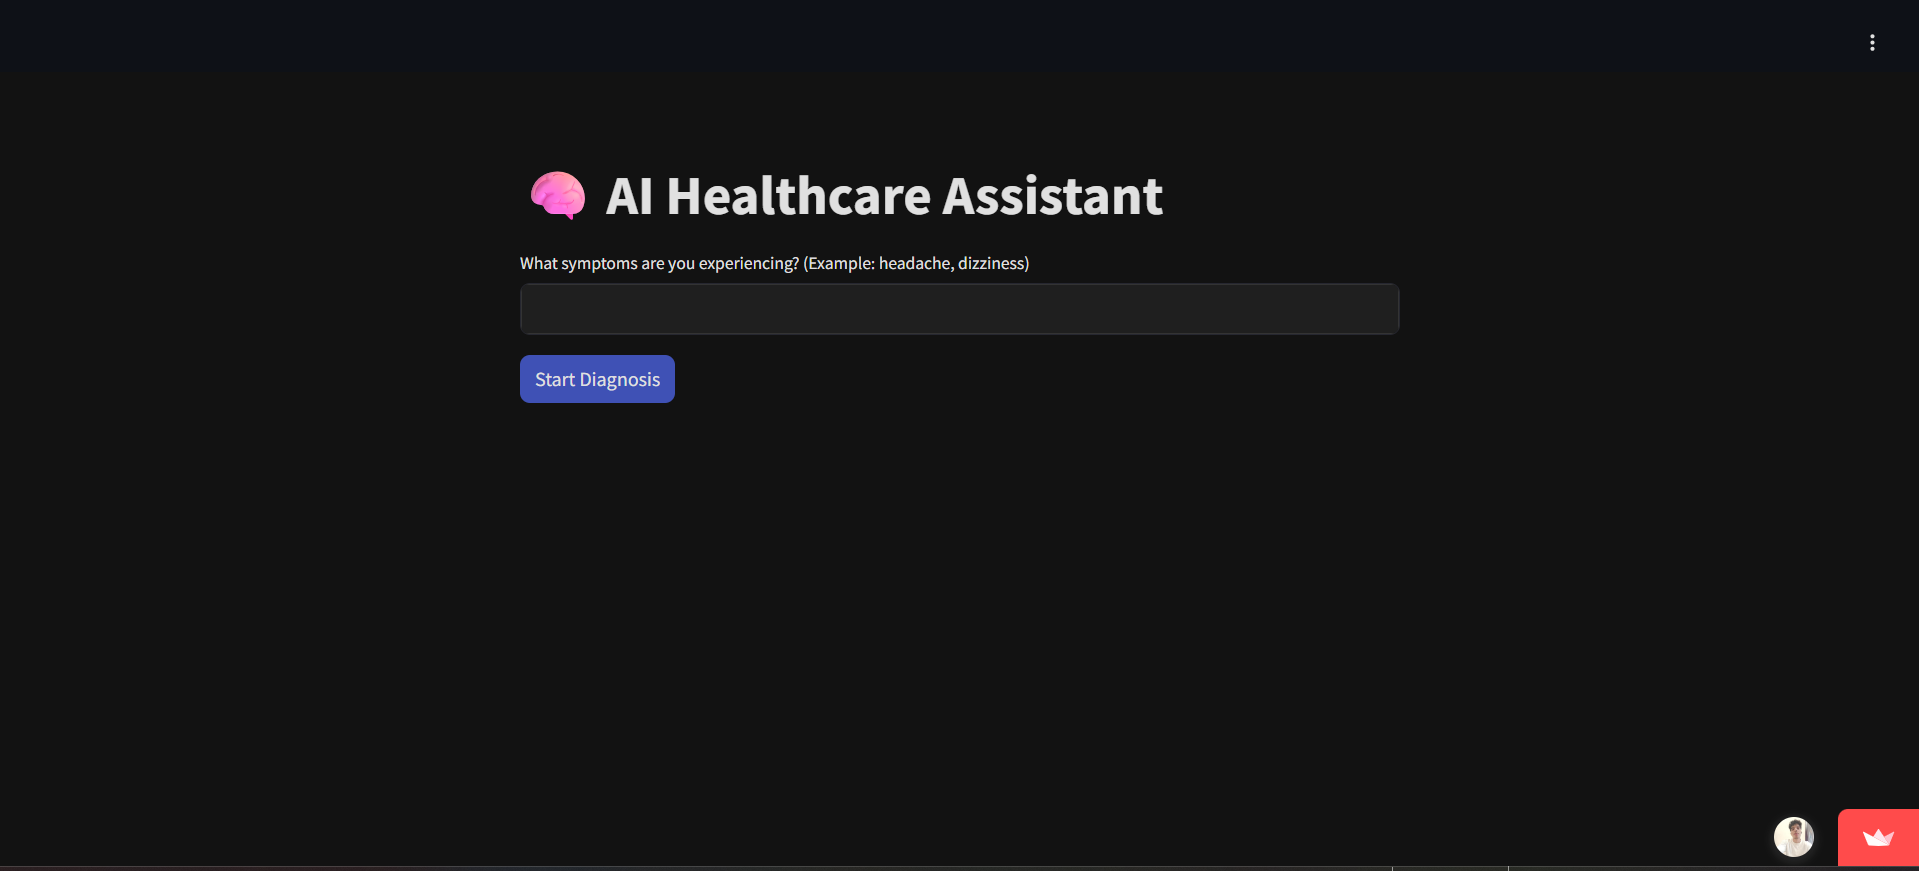 🧠 AI Healthcare Assistant
What symptoms are you experiencing? (Example: headache, dizziness)
Start Diagnosis